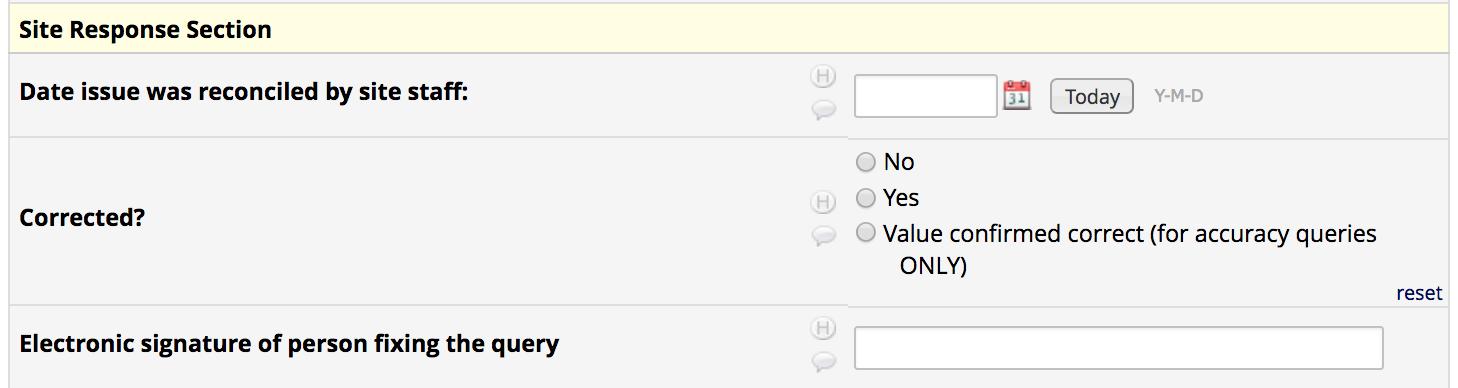 Site Response Section
Date issue was reconciled by site staff:
H
31
Today
Y-M-D
Corrected?
H
No
Yes
Value confirmed correct (for accuracy queries
ONLY)
reset
Electronic signature of person fixing the query
H